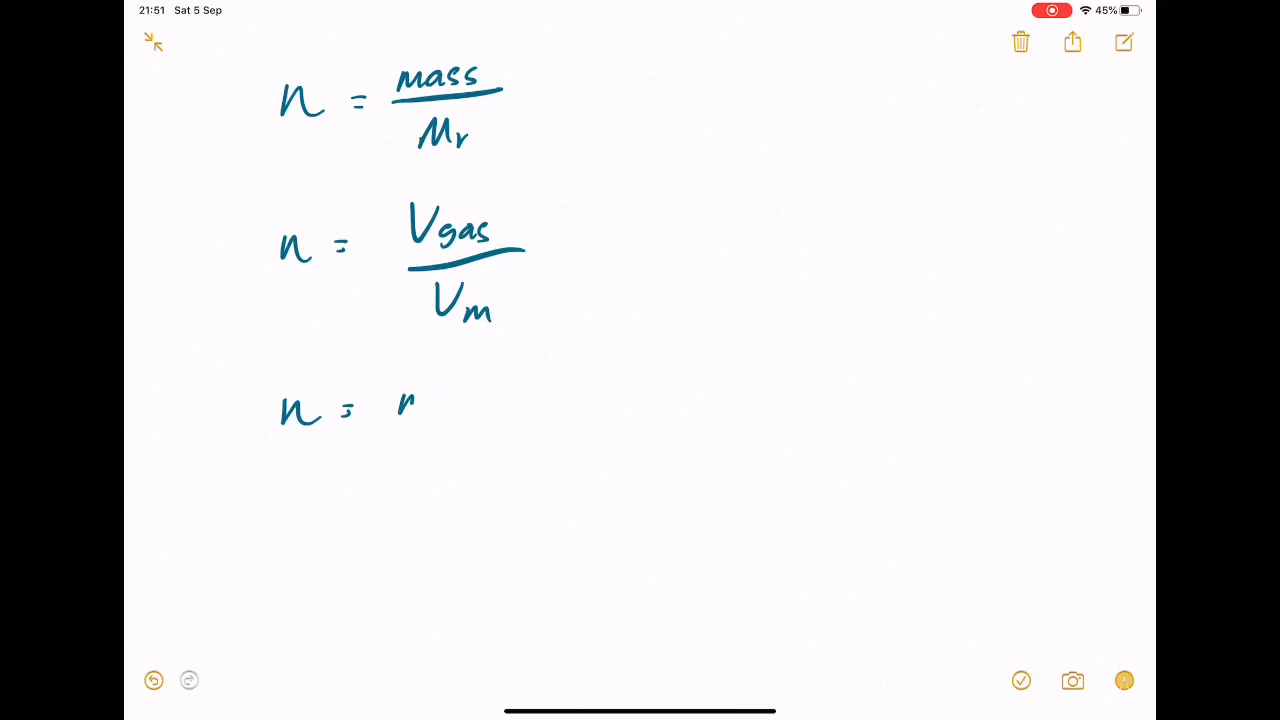 21:51 Sat 5 Sep 45%
n = mass
Mr
n = Vgas
Vm
n = r